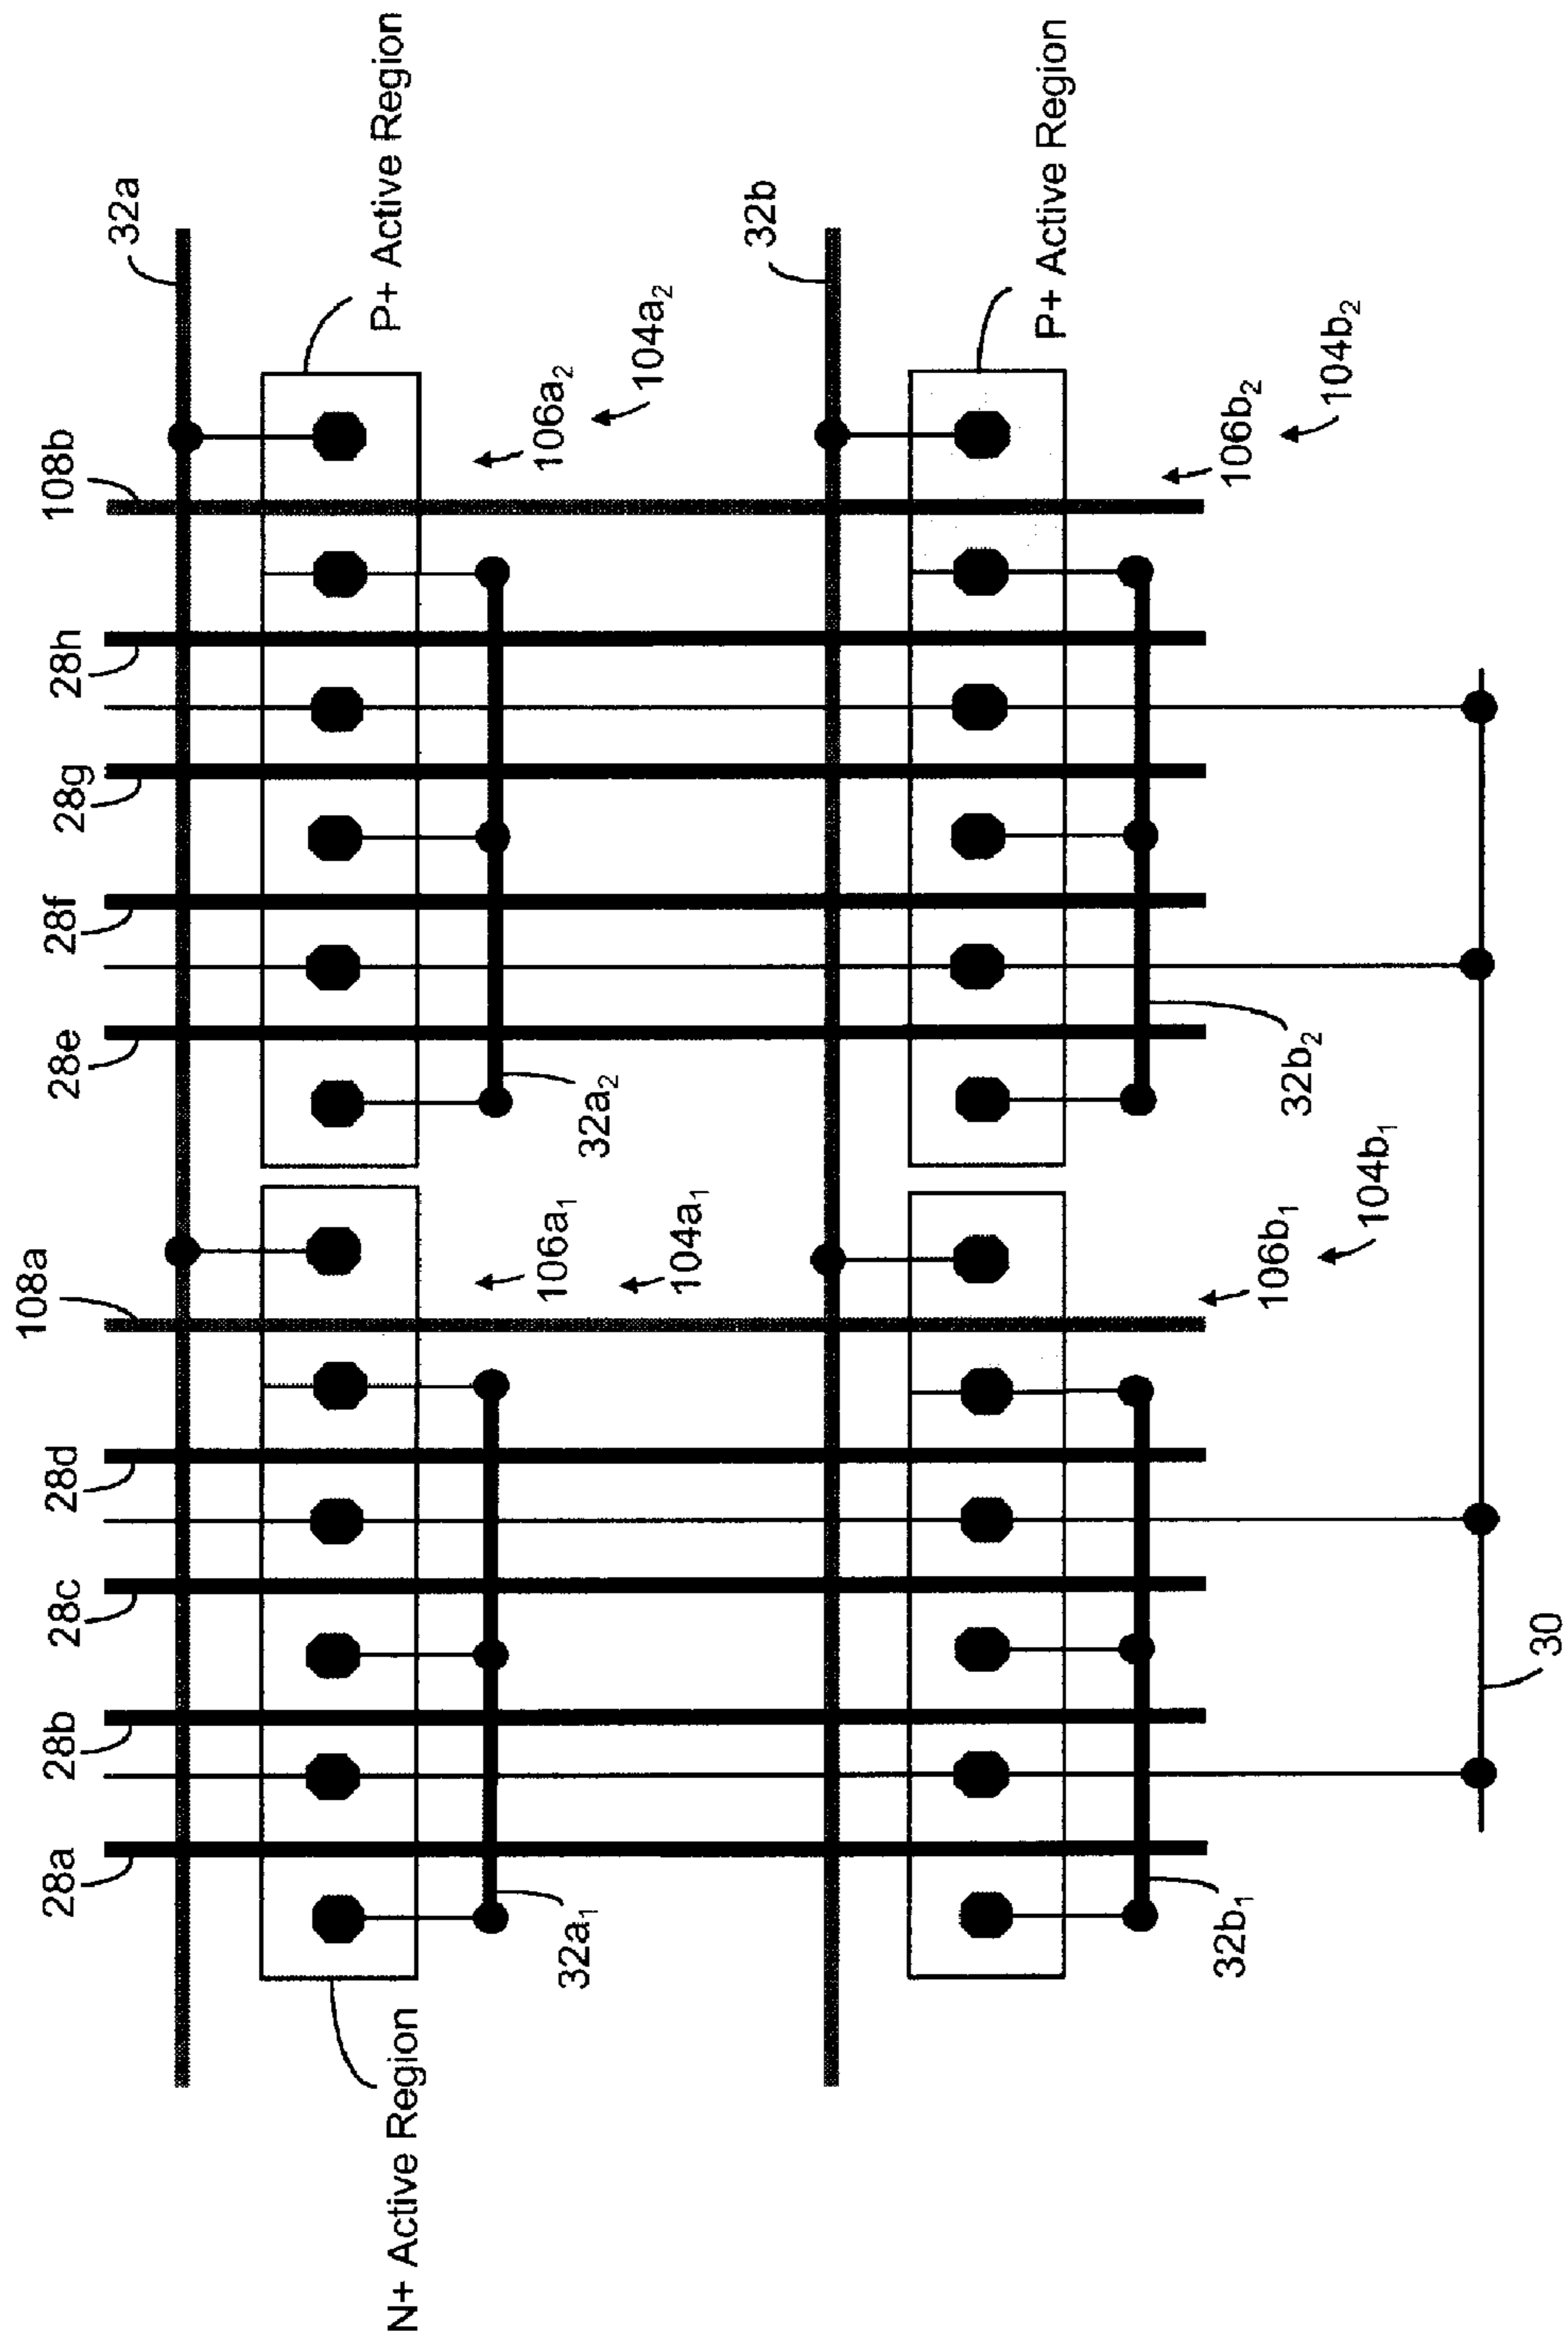 108a
108b
28a
28b
28c
28d
28e
28f
28g
28h
32a
N+ Active Region
P+ Active Region
32a₁
106a₁
104a₁
32a₂
106a₂
104a₂
32b
P+ Active Region
32b₁
106b₁
104b₁
32b₂
106b₂
104b₂
30